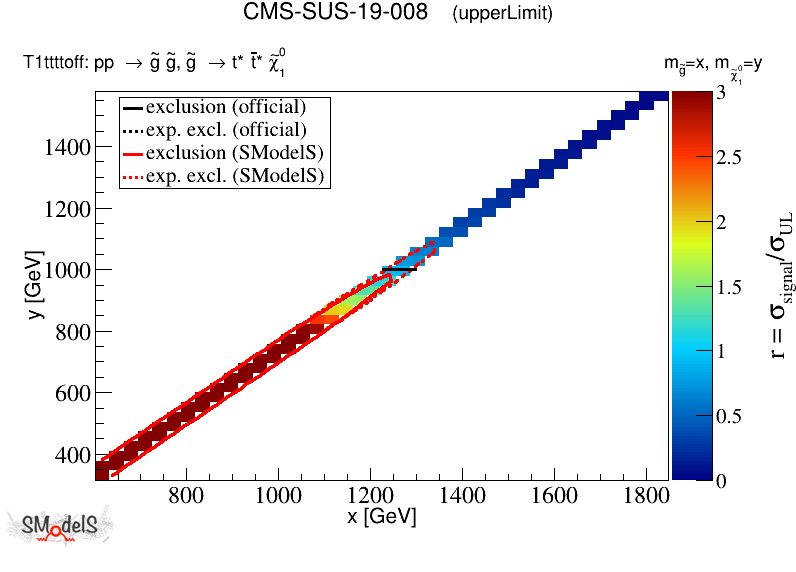 CMS-SUS-19-008 (upperLimit)
T1ttttoff: pp → g̃ g̃, g̃ → t* t̄* χ̃⁰₁
m_g̃=x, m_χ̃⁰₁=y
exclusion (official)
exp. excl. (official)
exclusion (SModelS)
exp. excl. (SModelS)
3
2.5
2
1.5
1
0.5
0
r = σ_signal/σ_UL
1400
1200
1000
800
600
400
y [GeV]
800 1000 1200 1400 1600 1800
x [GeV]
SModelS